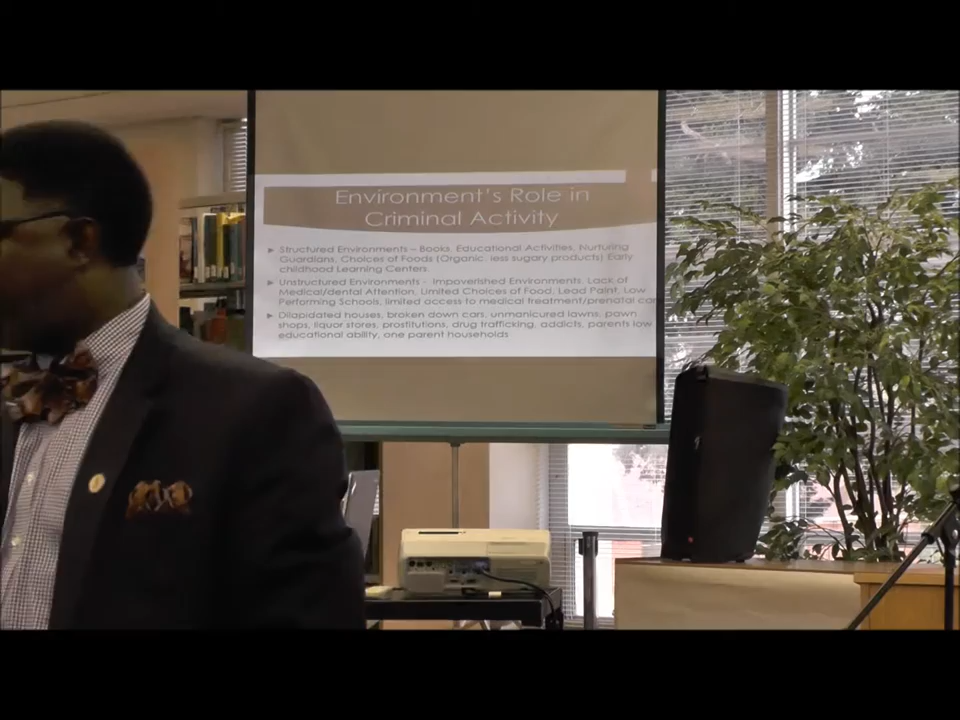 Environment's Role in
Criminal Activity
Structured Environments – Books, Educational Activities, Nurturing
Guardians, Choices of Foods (Organic, less sugary products) Early
childhood Learning Centers.
Unstructured Environments - Impoverished Environments, Lack of
Medical/dental Attention, Limited Choices of Food, Lead Paint, Low
Performing Schools, limited access to medical treatment/prenatal care
Dilapidated houses, broken down cars, unmanicured lawns, pawn
shops, liquor stores, prostitutions, drug trafficking, addicts, parents low
educational ability, one parent households.